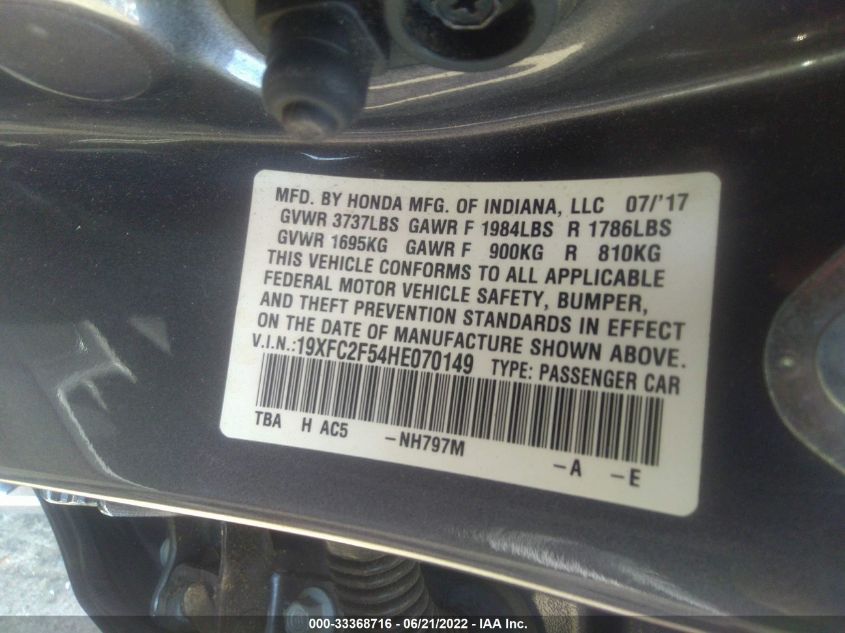 MFD. BY HONDA MFG. OF INDIANA, LLC 07/'17
GVWR 3737LBS GAWR F 1984LBS R 1786LBS
GVWR 1695KG GAWR F 900KG R 810KG
THIS VEHICLE CONFORMS TO ALL APPLICABLE
FEDERAL MOTOR VEHICLE SAFETY, BUMPER,
AND THEFT PREVENTION STANDARDS IN EFFECT
ON THE DATE OF MANUFACTURE SHOWN ABOVE.
V.I.N.:19XFC2F54HE070149 TYPE: PASSENGER CAR
TBA H AC5 -NH797M -A -E
000-33368716 - 06/21/2022 - IAA Inc.